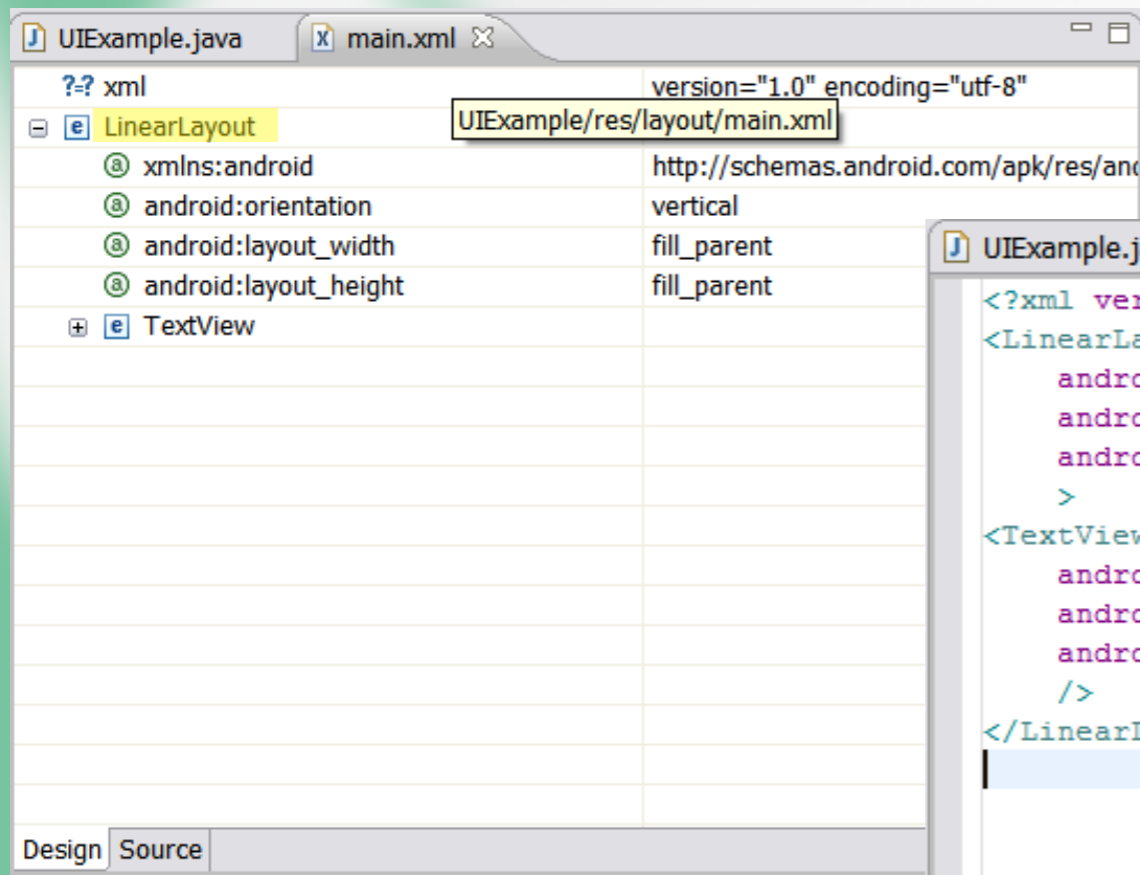 UIExample.java
main.xml
?=? xml version="1.0" encoding="utf-8"
UIExample/res/layout/main.xml
e LinearLayout
@ xmlns:android http://schemas.android.com/apk/res/
@ android:orientation vertical
@ android:layout_width fill_parent
@ android:layout_height fill_parent
e TextView
Design Source
UIExample.j
<?xml ver
<LinearLa
andro
andro
andro
>
<TextView
andro
andro
andro
/>
</LinearL